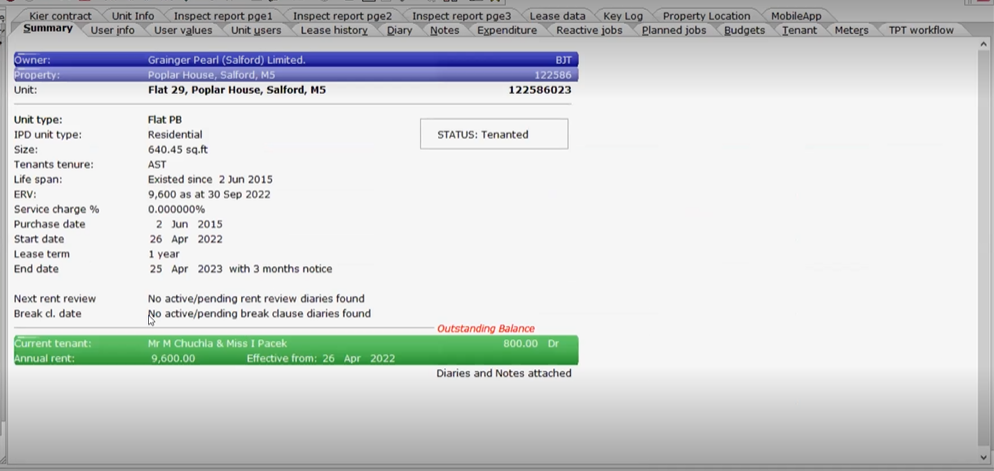 Kier contract Unit Info Inspect report pge1 Inspect report pge2 Inspect report pge3 Lease data Key Log Property Location MobileApp
Summary User info User values Unit users Lease history Diary Notes Expenditure Reactive jobs Planned jobs Budgets Tenant Meters TPT workflow
Owner: Grainger Pearl (Salford) Limited. BJT
Property: Poplar House, Salford, M5 122586
Unit: Flat 29, Poplar House, Salford, M5 122586023
Unit type: Flat PB
IPD unit type: Residential STATUS: Tenanted
Size: 640.45 sq.ft
Tenants tenure: AST
Life span: Existed since 2 Jun 2015
ERV: 9,600 as at 30 Sep 2022
Service charge % 0.000000%
Purchase date 2 Jun 2015
Start date 26 Apr 2022
Lease term 1 year
End date 25 Apr 2023 with 3 months notice
Next rent review No active/pending rent review diaries found
Break cl. date No active/pending break clause diaries found
Outstanding Balance
Current tenant: Mr M Chuchla & Miss I Pacek 800.00 Dr
Annual rent: 9,600.00 Effective from: 26 Apr 2022
Diaries and Notes attached